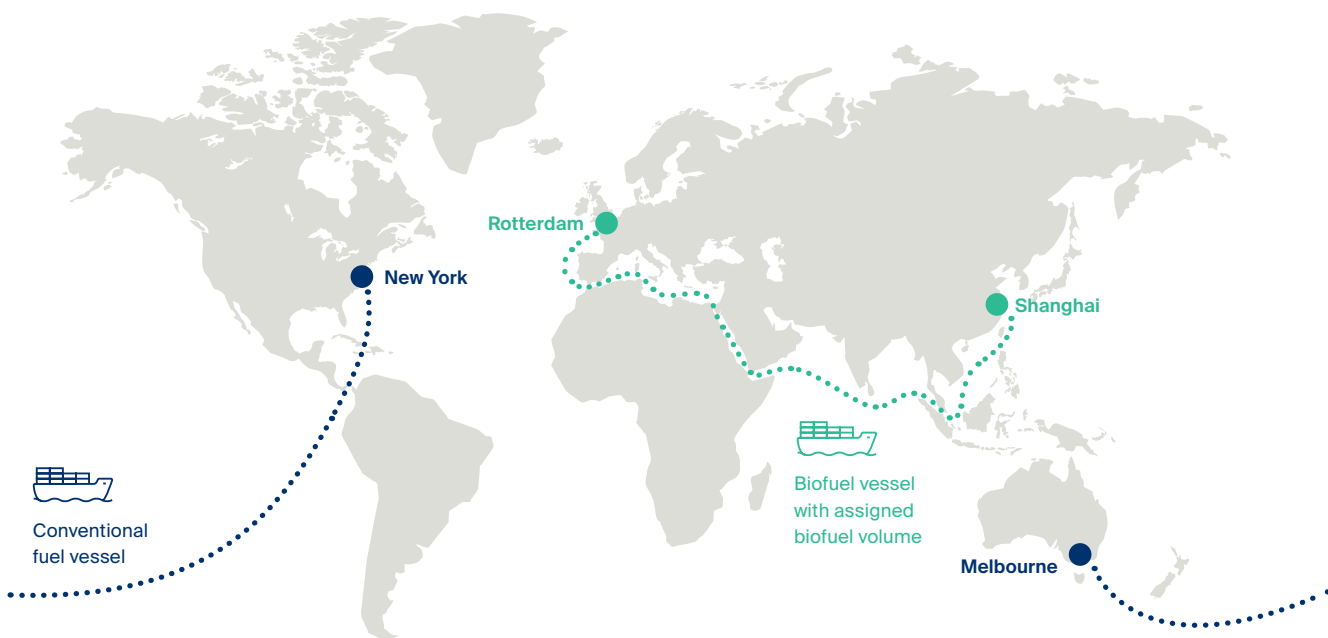 Rotterdam
New York
Shanghai
Conventional
fuel vessel
Biofuel vessel
with assigned
biofuel volume
Melbourne